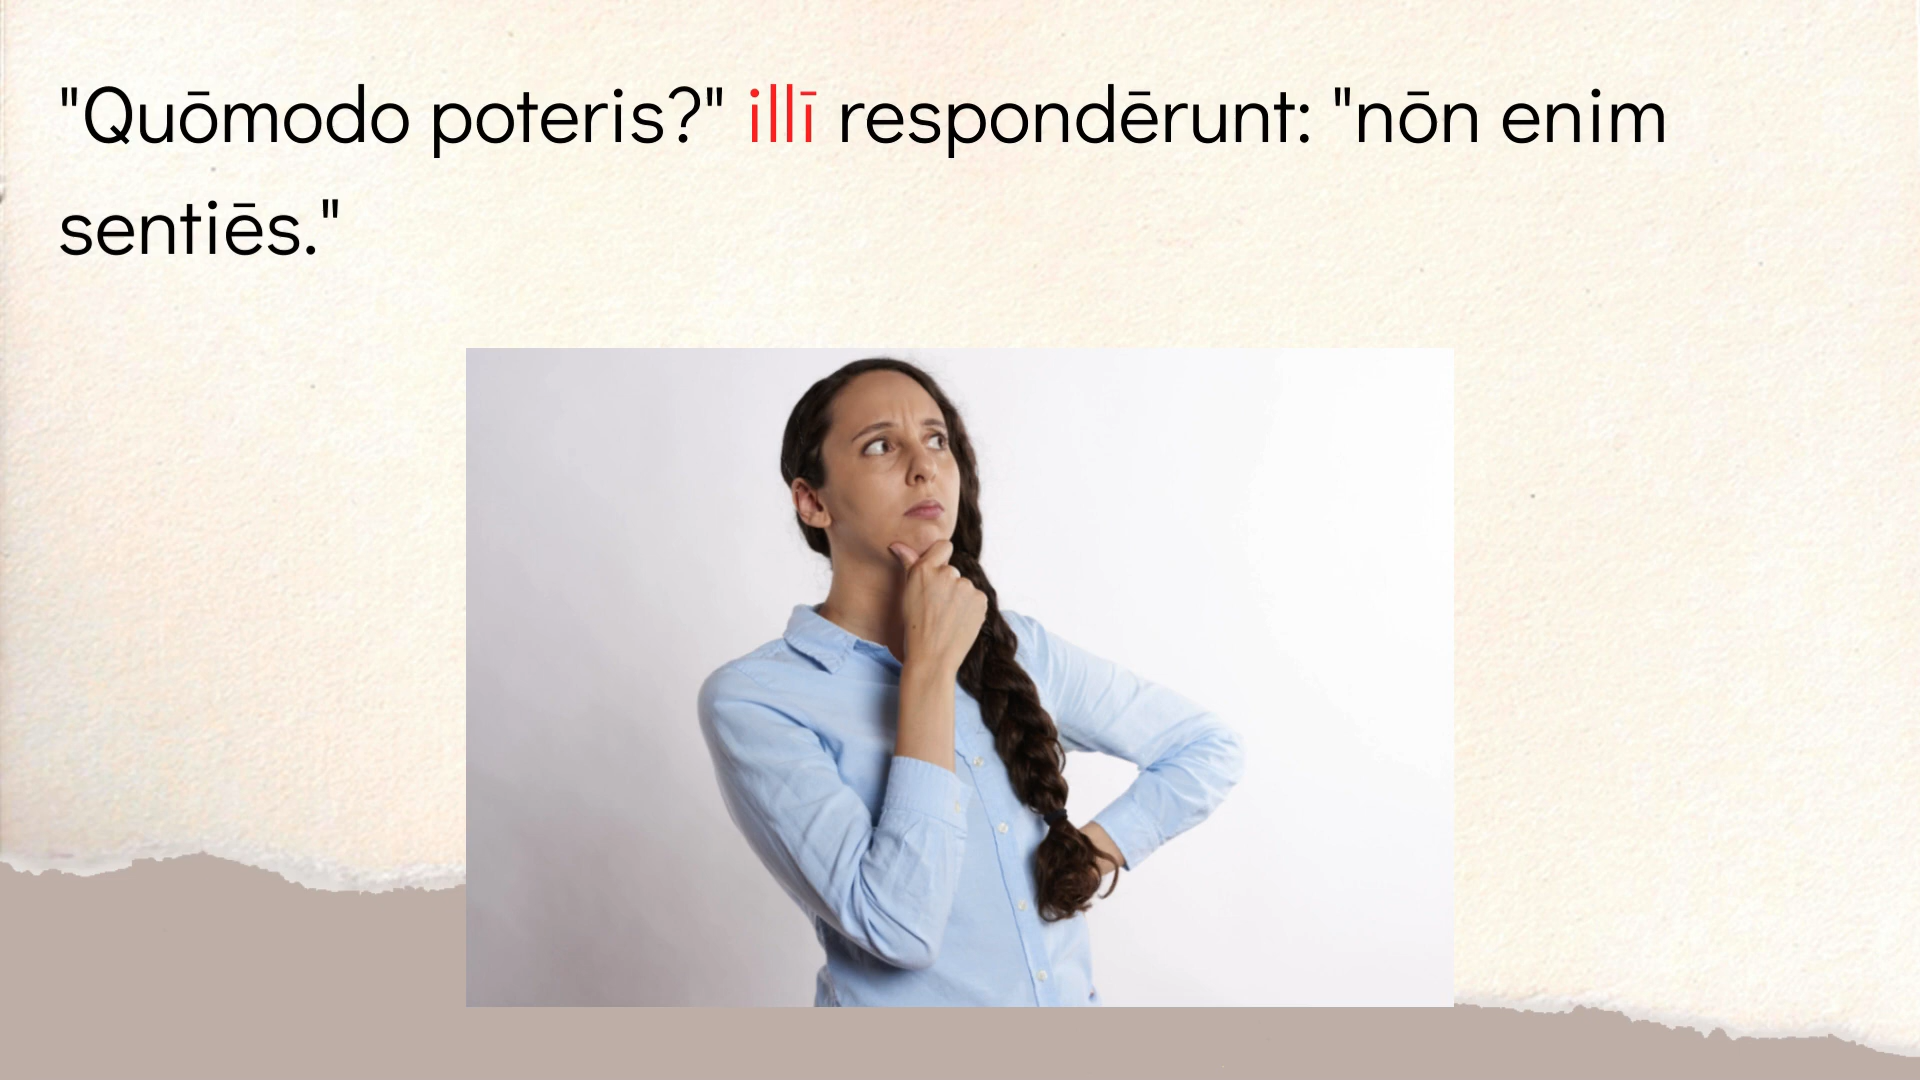 "Quōmodo poteris?" illī respondērunt: "nōn enim
sentiēs."